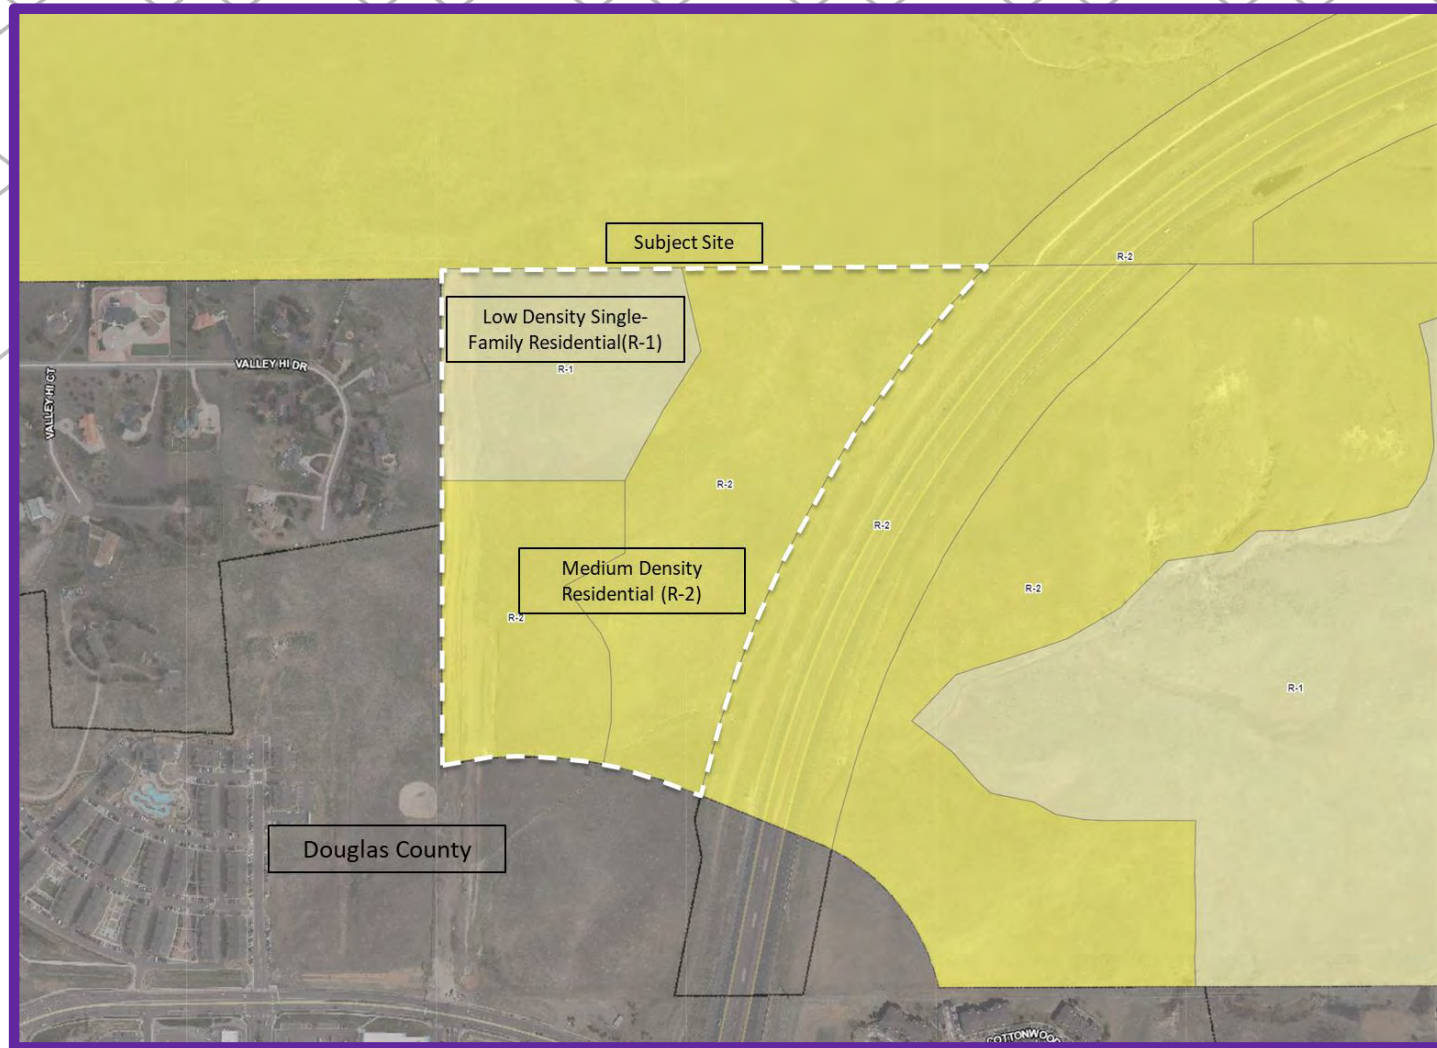 Subject Site
R-2
Low Density Single-
Family Residential(R-1)
VALLEY HI DR
R-1
VALLEY HI CT
R-2
R-2
Medium Density
Residential (R-2)
R-2
R-2
R-1
Douglas County
COTTONWOO